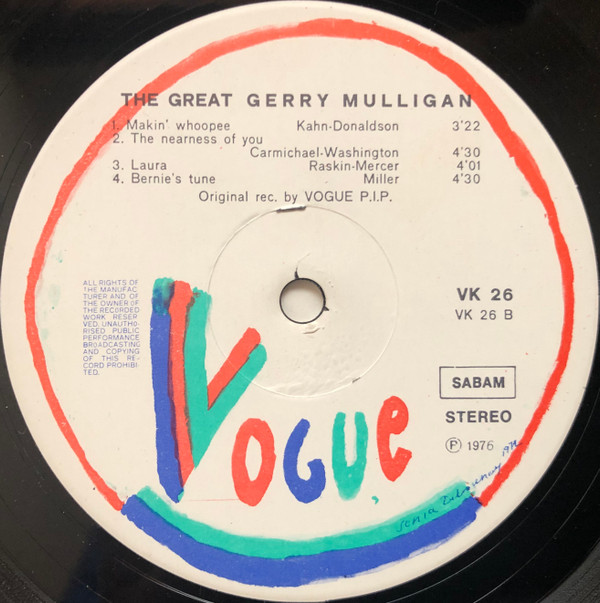 THE GREAT GERRY MULLIGAN
1. Makin' whoopee Kahn-Donaldson 3'22
2. The nearness of you
Carmichael-Washington 4'30
3. Laura Raskin-Mercer 4'01
4. Bernie's tune Miller 4'30
Original rec. by VOGUE P.I.P.
ALL RIGHTS OF
THE MANUFAC
TURER AND OF
THE OWNER OF
THE RECORDED
WORK RESER
VED. UNAUTHO-
RISED PUBLIC
PERFORMANCE
BROADCASTING
AND COPYING
OF THIS RE-
CORD PROHIBI
TED.
VK 26
VK 26 B
SABAM
STEREO
Ⓟ 1976
VOGUE